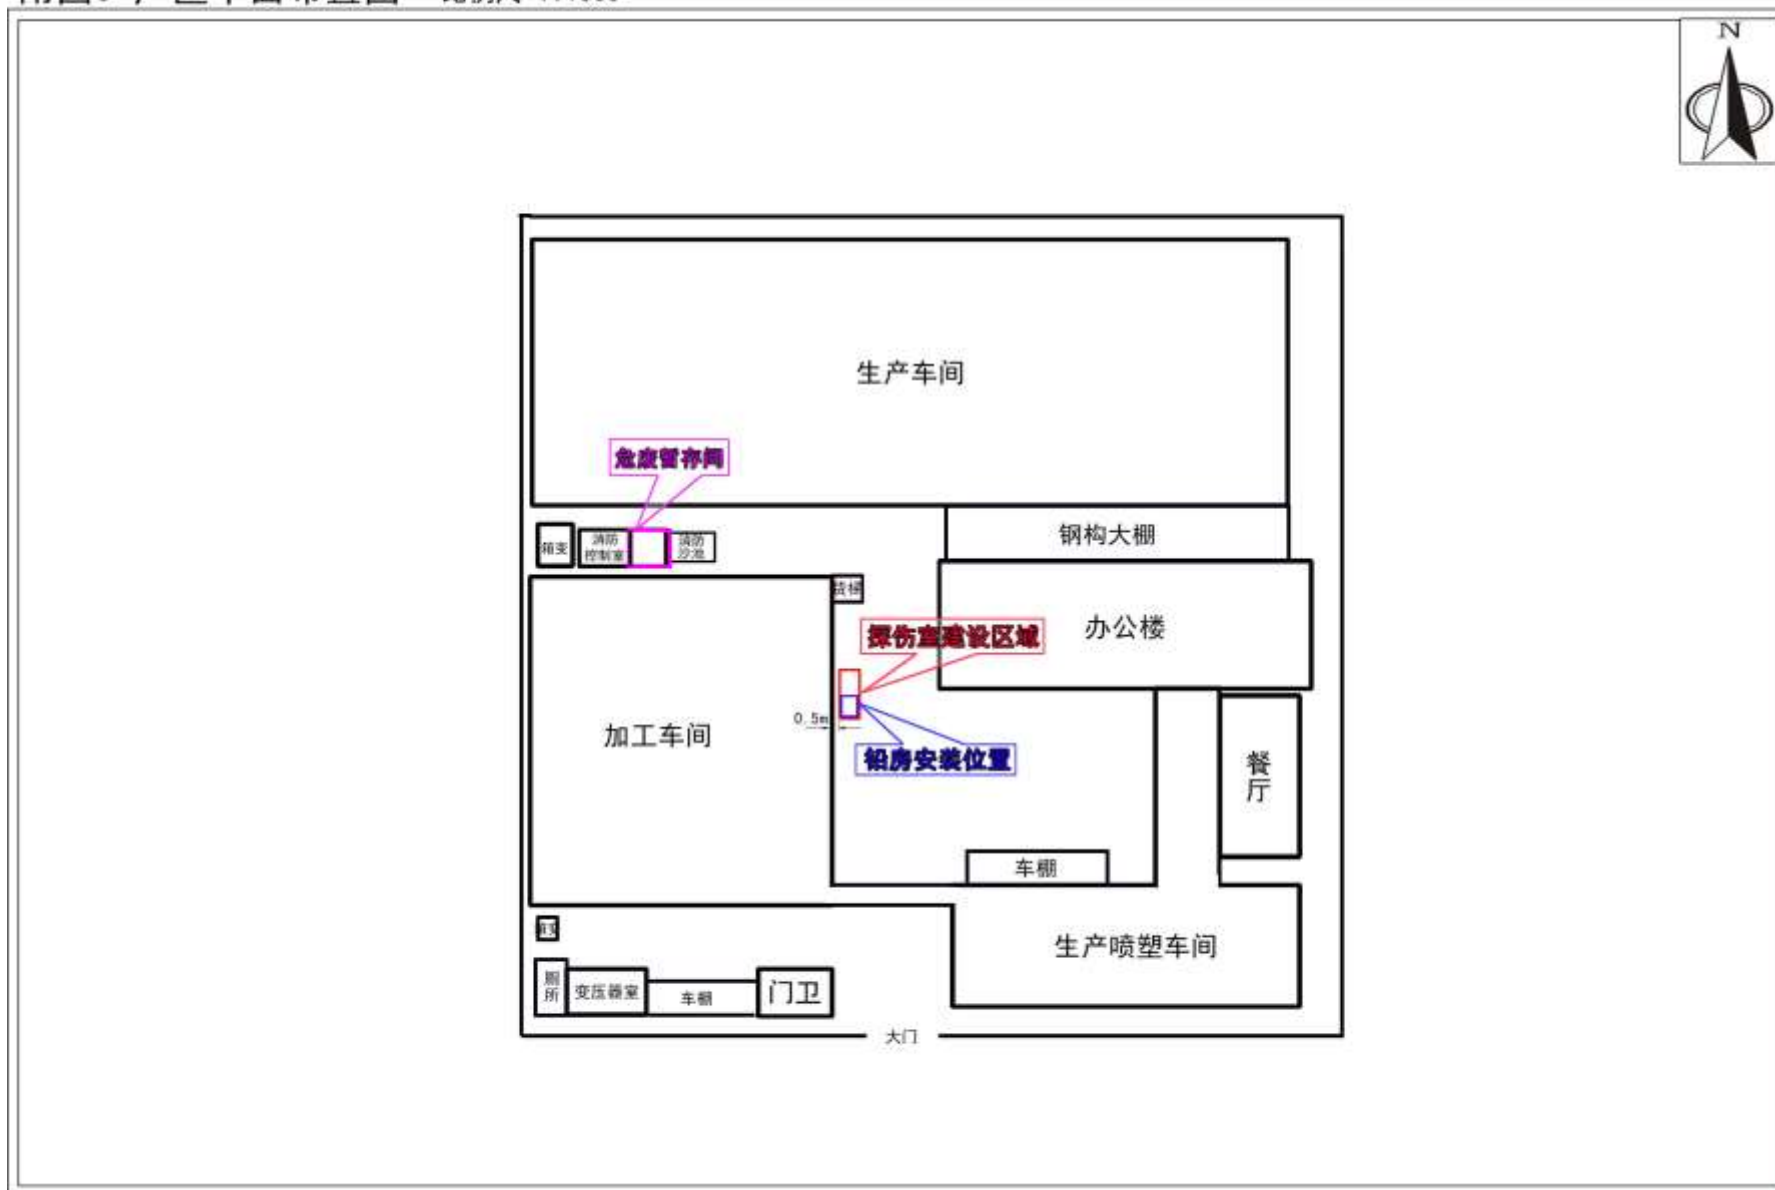 N
生产车间
危废暂存间
箱变
消防
控制室
消防
沙池
钢构大棚
货梯
探伤室建设区域
办公楼
0.5m
加工车间
铅房安装位置
餐厅
车棚
生产喷塑车间
厕所
变压器室
车棚
门卫
大门